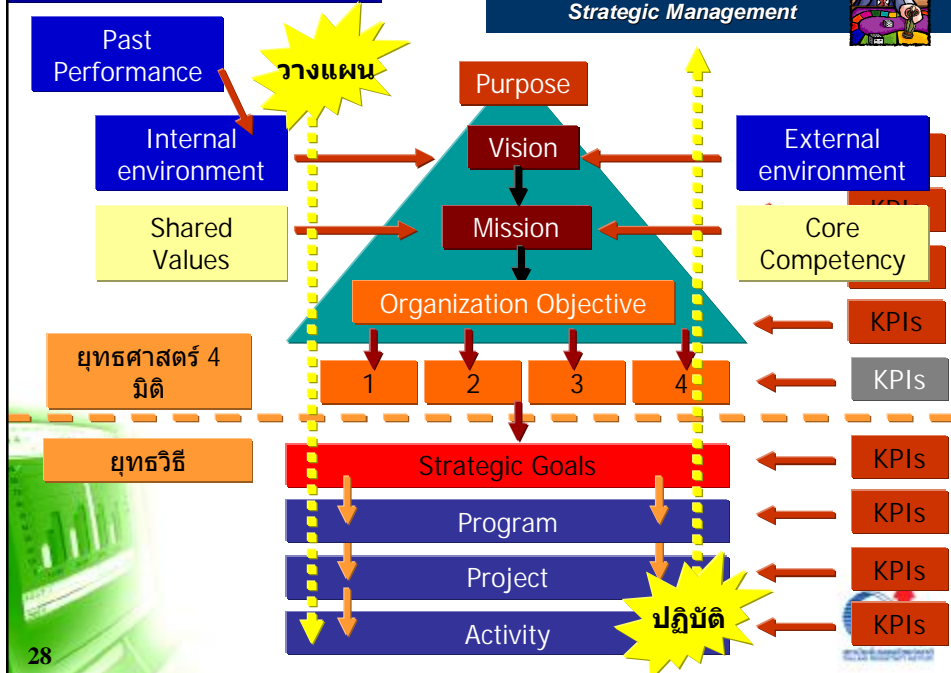 Strategic Management
Past
Performance
วางแผน
Purpose
Internal
environment
Vision
External
environment
Shared
Values
Mission
Core
Competency
KPIs
Organization Objective
KPIs
ยุทธศาสตร์ 4
มิติ
1
2
3
4
KPIs
ยุทธวิธี
Strategic Goals
KPIs
Program
KPIs
Project
KPIs
Activity
ปฏิบัติ
KPIs
28